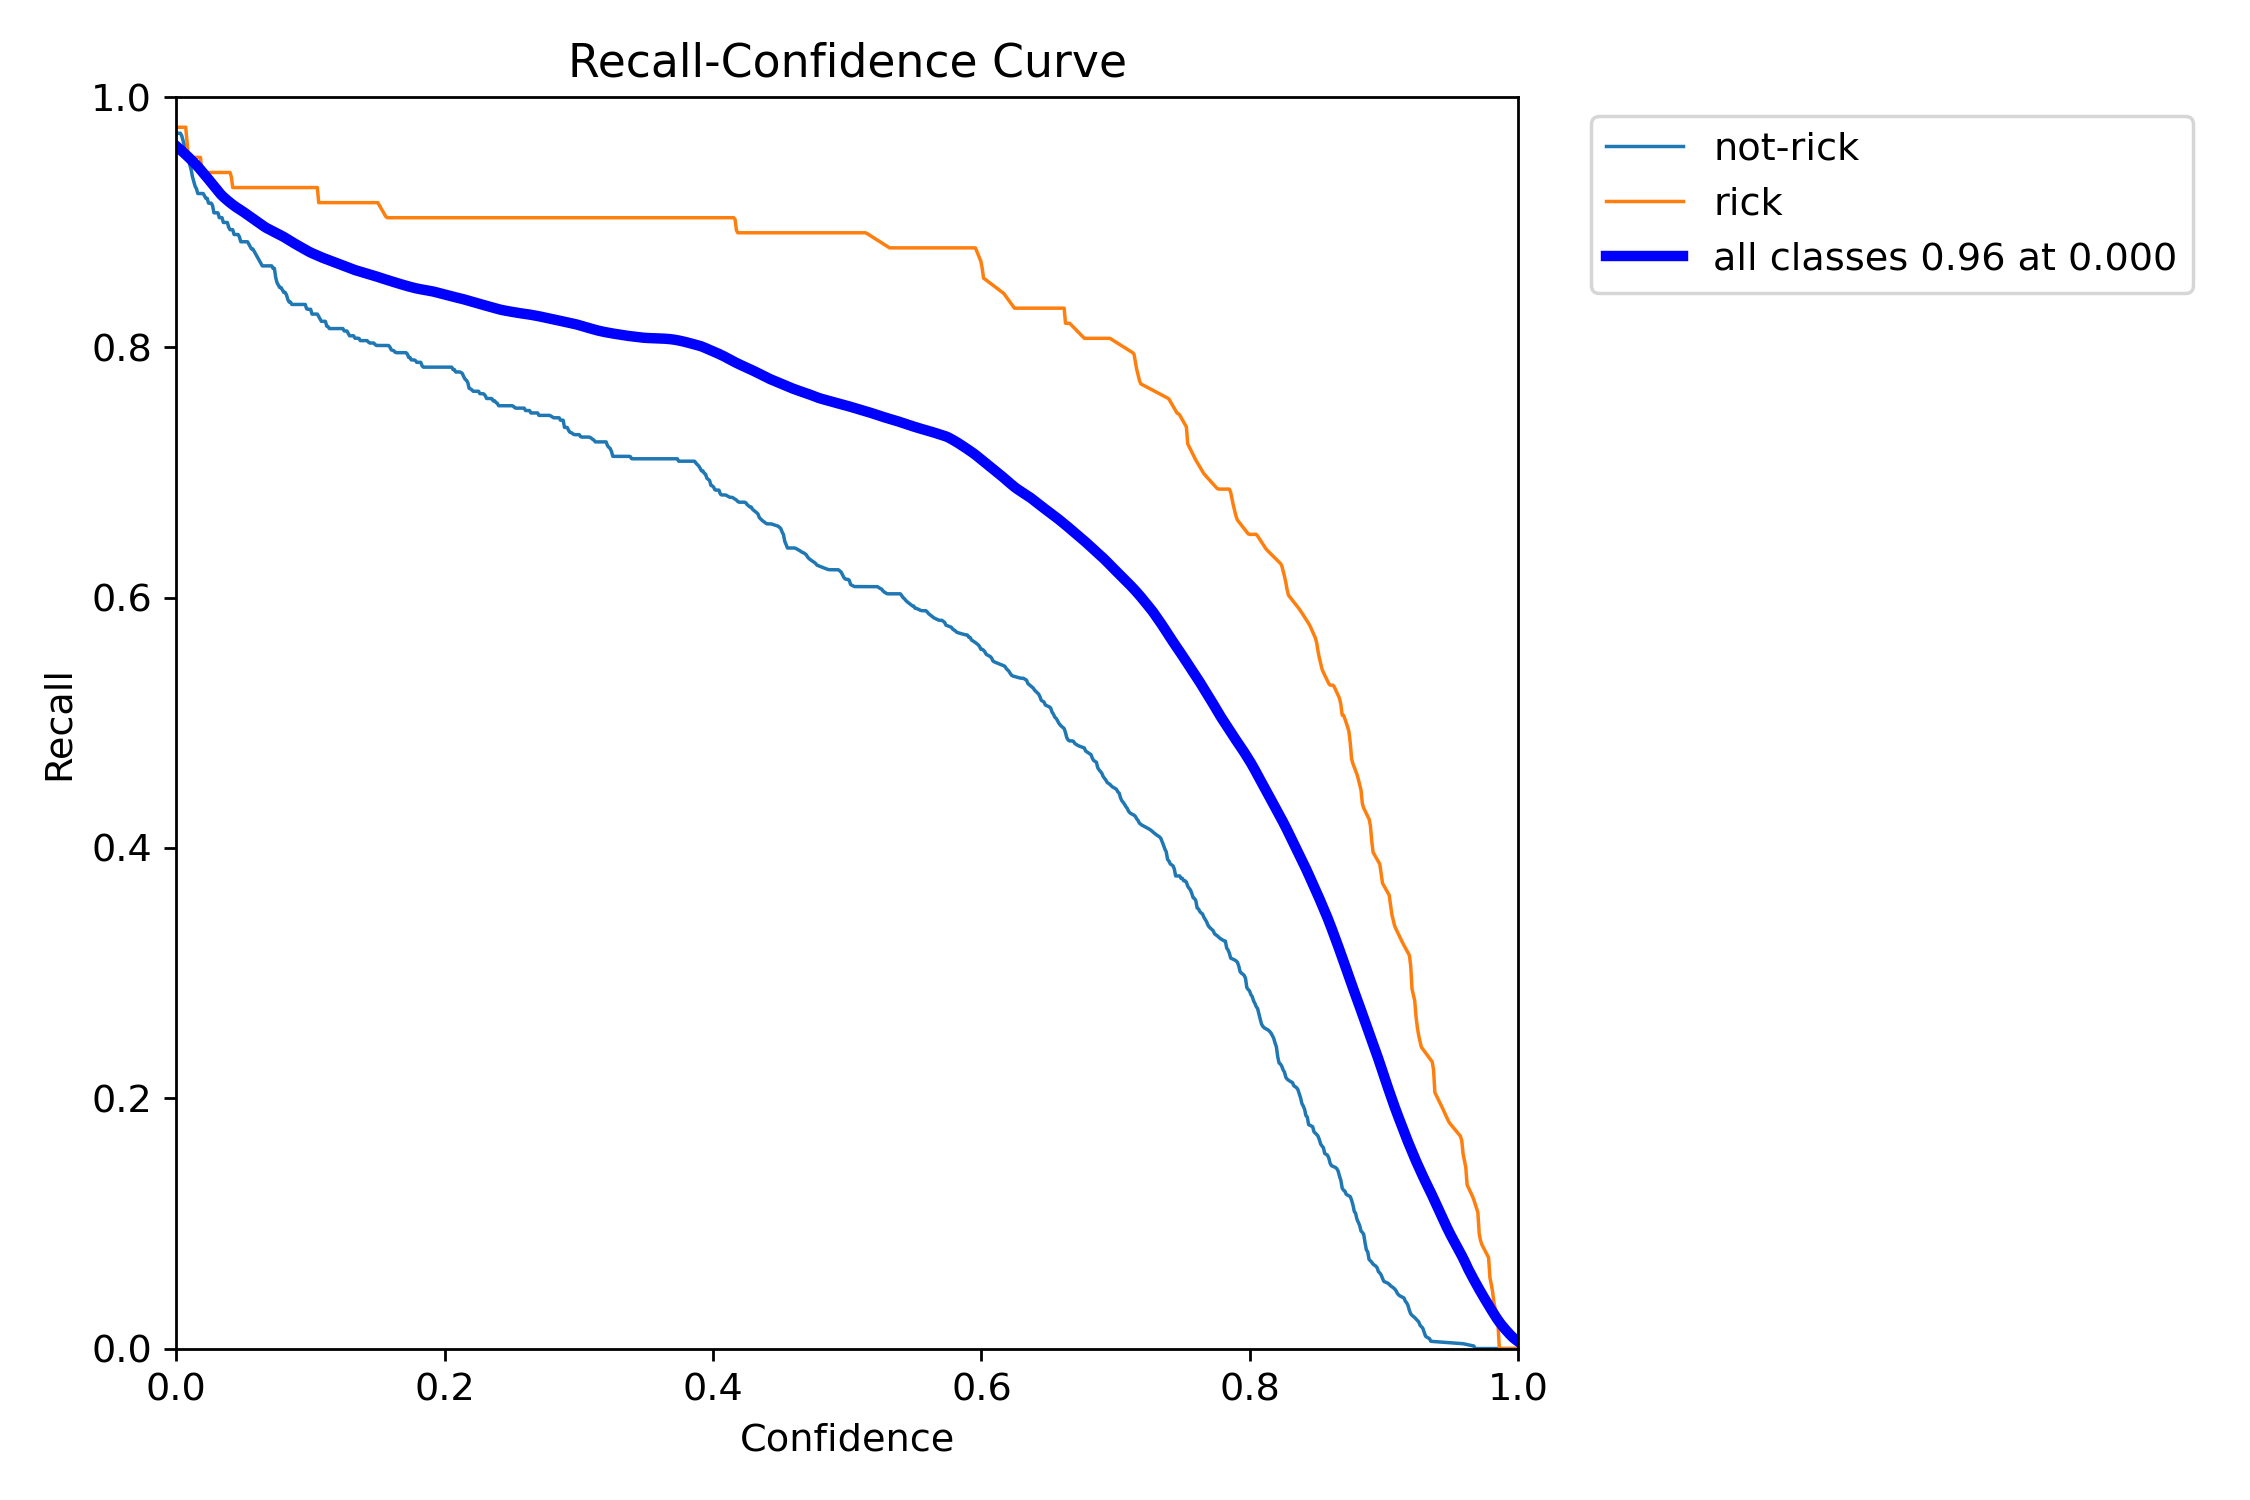 Recall-Confidence Curve
1.0
0.8
0.6
0.4
0.2
0.0
Recall
0.0 0.2 0.4 0.6 0.8 1.0
Confidence
not-rick
rick
all classes 0.96 at 0.000